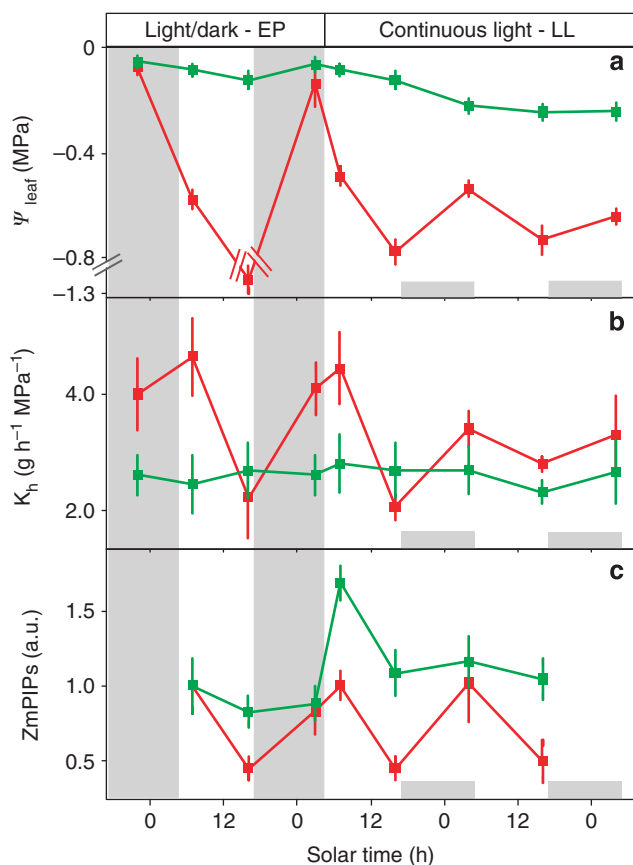 Light/dark - EP
Continuous light - LL
a
0
−0.4
−0.8
−1.3
Ψ leaf (MPa)
b
4.0
2.0
Kh (g h−1 MPa−1)
c
1.5
1.0
0.5
ZmPIPs (a.u.)
0 12 0 12 0 12 0
Solar time (h)